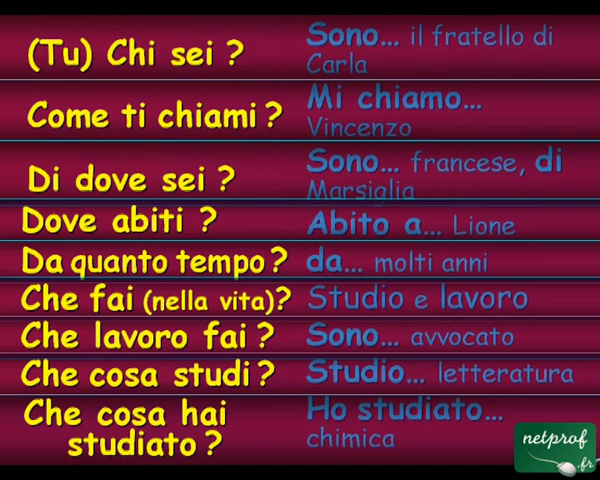 (Tu) Chi sei ?
Sono... il fratello di
Carla
Come ti chiami ?
Mi chiamo...
Vincenzo
Di dove sei ?
Sono... francese, di
Marsiglia
Dove abiti ?
Abito a... Lione
Da quanto tempo ?
da... molti anni
Che fai (nella vita)?
Studio e lavoro
Che lavoro fai ?
Sono... avvocato
Che cosa studi ?
Studio... letteratura
Che cosa hai
studiato ?
Ho studiato...
chimica
netprof
.fr